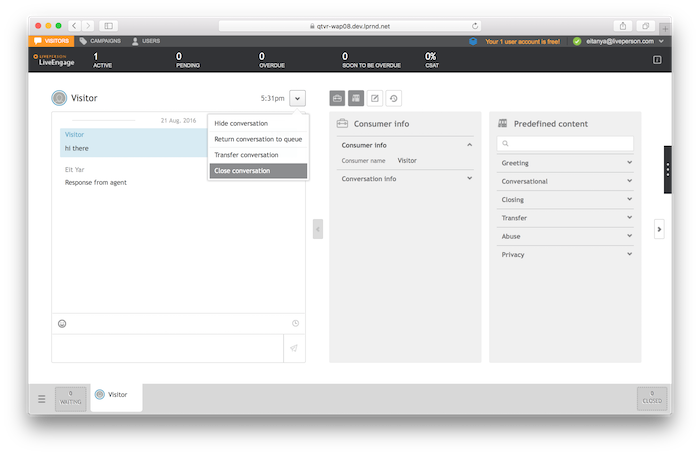 qtvr-wap08.dev.lprnd.net
VISITORS
CAMPAIGNS
USERS
Your 1 user account is free!
eitanya@liveperson.com
LIVEPERSON
LiveEngage
1
ACTIVE
0
PENDING
0
OVERDUE
0
SOON TO BE OVERDUE
0%
CSAT
Visitor
5:31pm
21 Aug, 2016
Visitor
hi there
Eit Yar
Response from agent
Hide conversation
Return conversation to queue
Transfer conversation
Close conversation
Consumer info
Consumer info
Consumer name Visitor
Conversation info
Predefined content
Greeting
Conversational
Closing
Transfer
Abuse
Privacy
0
WAITING
Visitor
0
CLOSED